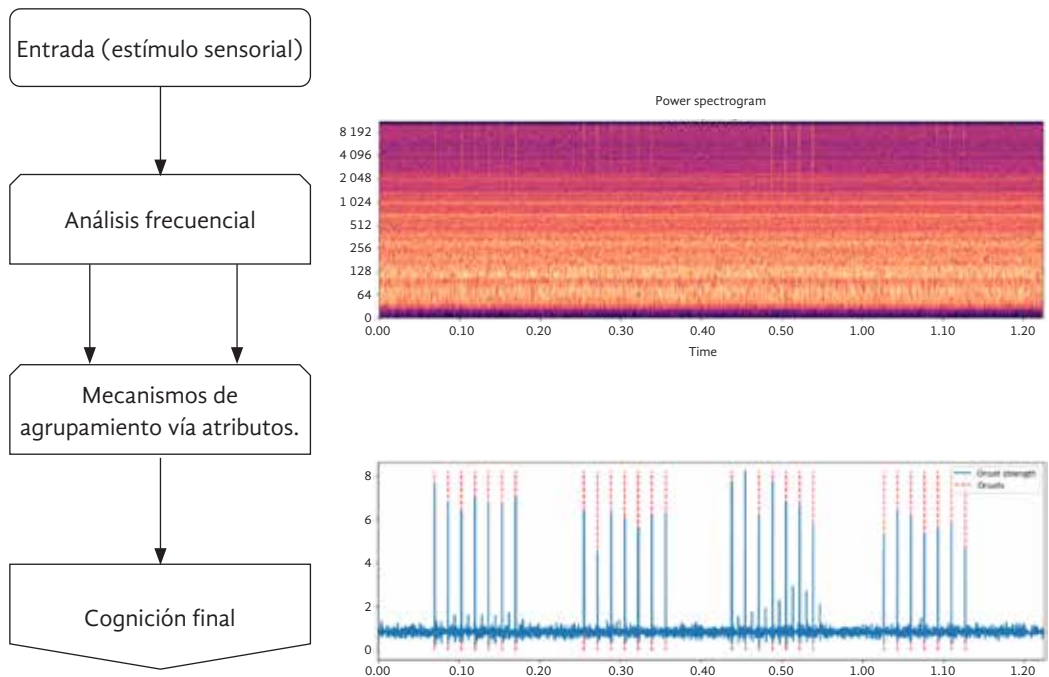 Entrada (estímulo sensorial)
Análisis frecuencial
Mecanismos de
agrupamiento vía atributos.
Cognición final
Power spectrogram
8 192
4 096
2 048
1 024
512
256
128
64
0
0.00 0.10 0.20 0.30 0.40 0.50 1.00 1.10 1.20
Time
8
6
4
2
0
Onset strength
Onsets
0.00 0.10 0.20 0.30 0.40 0.50 1.00 1.10 1.20